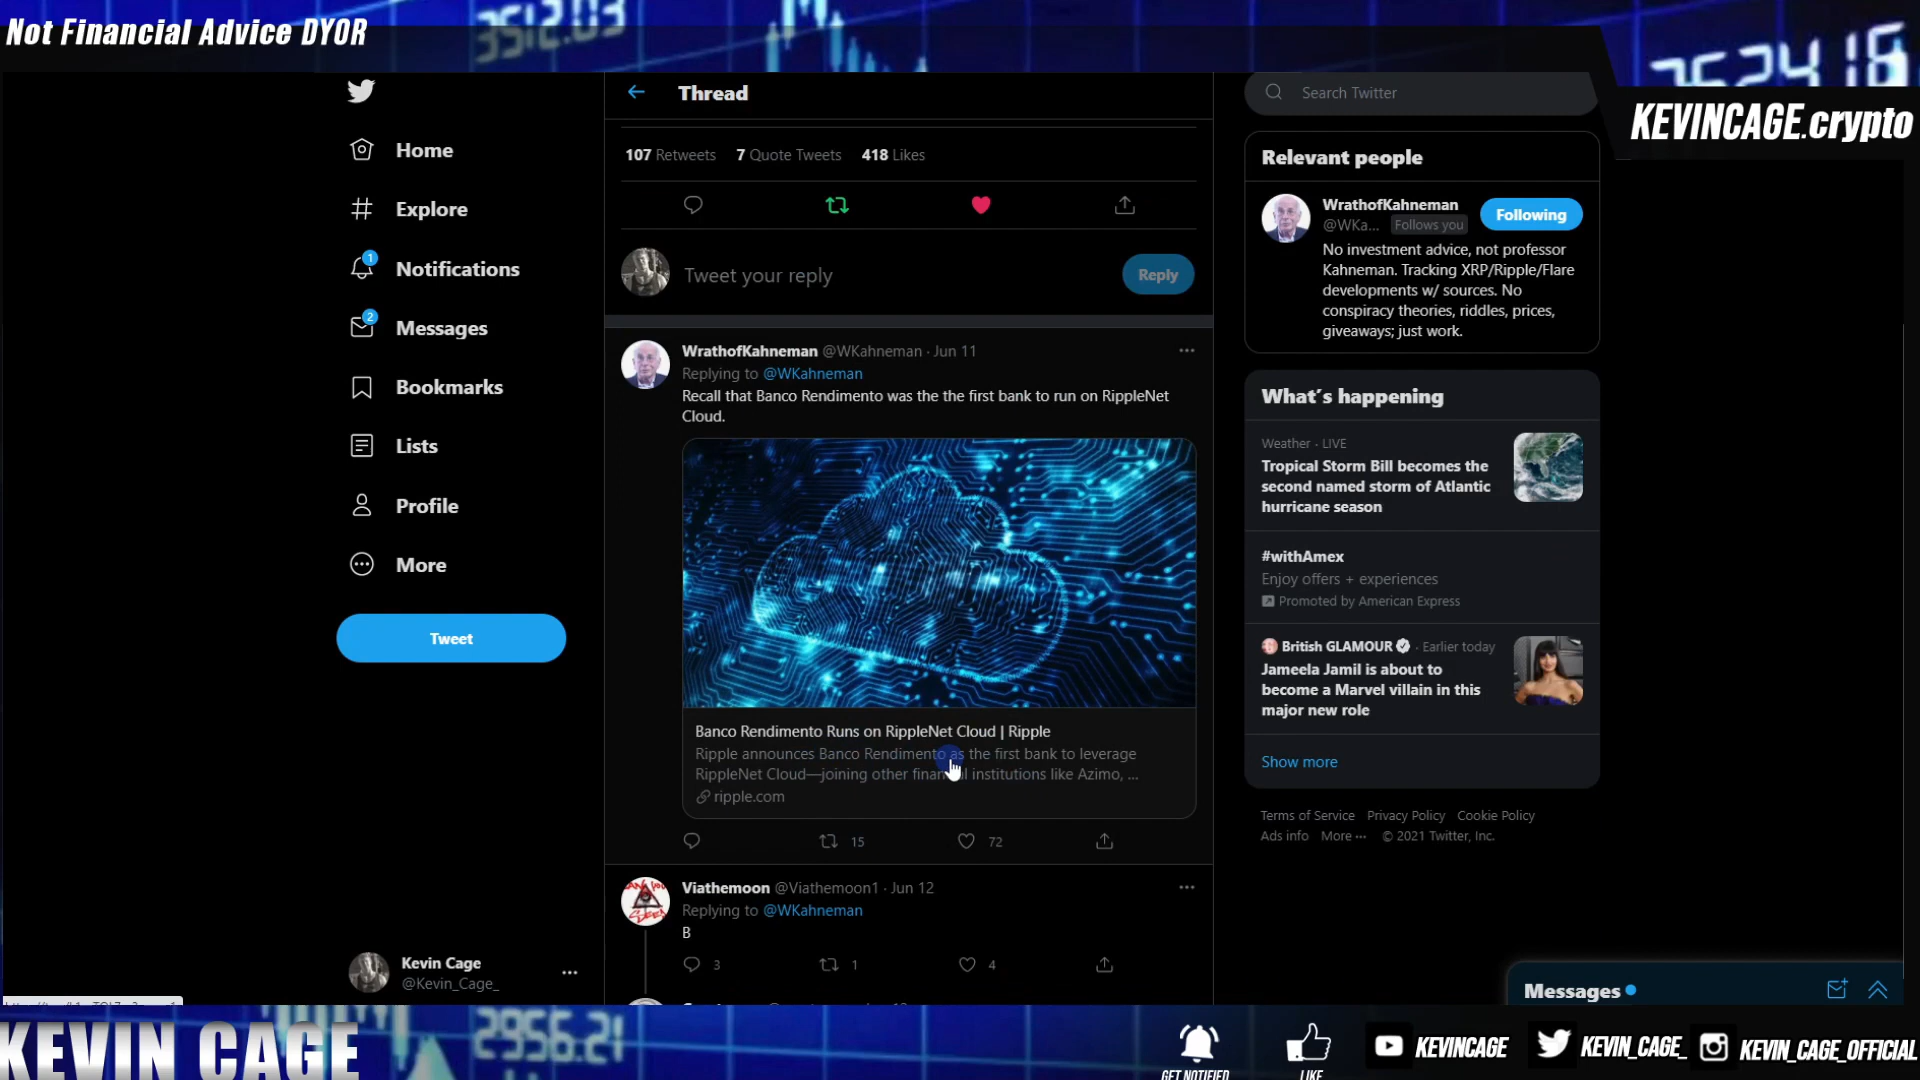 Not Financial Advice DYOR
3512.03
KEVINCAGE.crypto
Home
Explore
1
Notifications
2
Messages
Bookmarks
Lists
Profile
More
Tweet
Kevin Cage
@Kevin_Cage_
Thread
107 Retweets 7 Quote Tweets 418 Likes
Tweet your reply
Reply
WrathofKahneman @WKahneman · Jun 11
Replying to @WKahneman
Recall that Banco Rendimento was the the first bank to run on RippleNet
Cloud.
Banco Rendimento Runs on RippleNet Cloud | Ripple
Ripple announces Banco Rendimento as the first bank to leverage
RippleNet Cloud—joining other financial institutions like Azimo, ...
ripple.com
15 72
Viathemoon @Viathemoon1 · Jun 12
Replying to @WKahneman
B
3 1 4
Search Twitter
Relevant people
WrathofKahneman
@WKa... Follows you
Following
No investment advice, not professor
Kahneman. Tracking XRP/Ripple/Flare
developments w/ sources. No
conspiracy theories, riddles, prices,
giveaways; just work.
What's happening
Weather · LIVE
Tropical Storm Bill becomes the
second named storm of Atlantic
hurricane season
#withAmex
Enjoy offers + experiences
Promoted by American Express
British GLAMOUR · Earlier today
Jameela Jamil is about to
become a Marvel villain in this
major new role
Show more
Terms of Service Privacy Policy Cookie Policy
Ads info More ··· © 2021 Twitter, Inc.
Messages
KEVIN CAGE
2956.21
GET NOTIFIED
LIKE
KEVINCAGE
KEVIN_CAGE_
KEVIN_CAGE_OFFICIAL